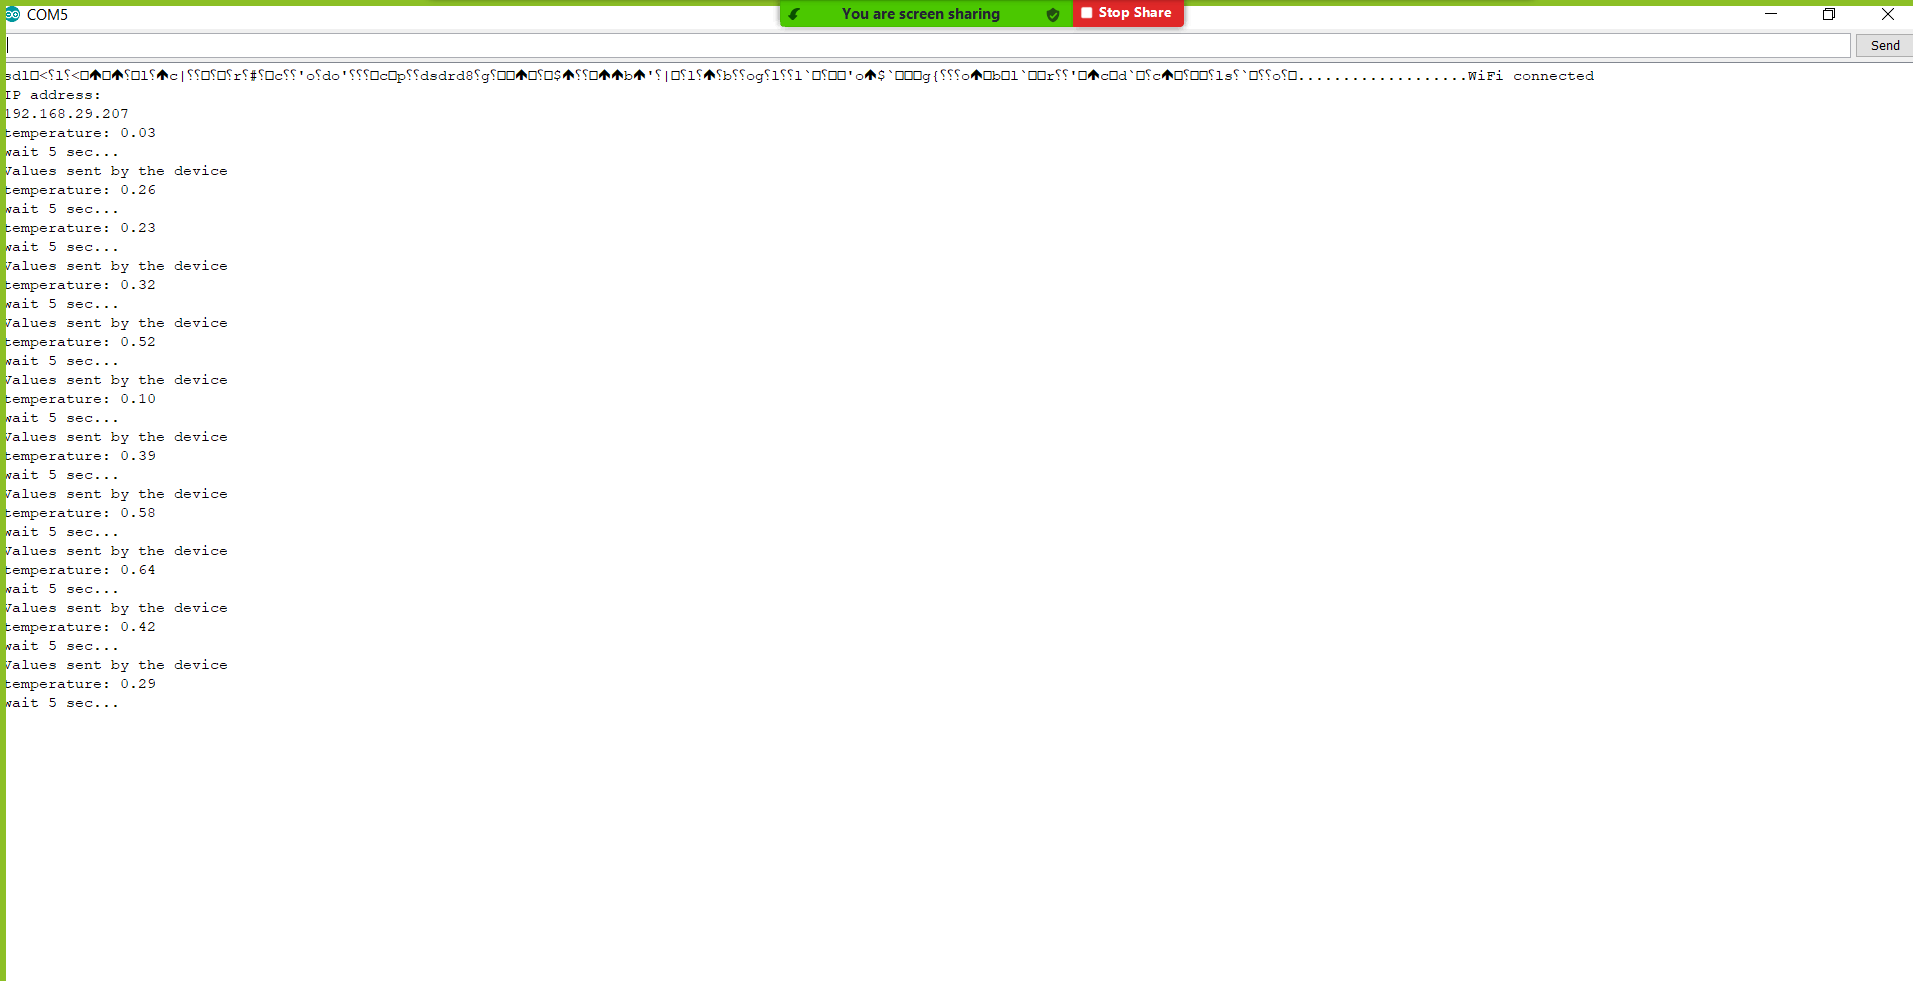 COM5
You are screen sharing
Stop Share
Send
WiFi connected
IP address:
192.168.29.207
temperature: 0.03
wait 5 sec...
Values sent by the device
temperature: 0.26
wait 5 sec...
temperature: 0.23
wait 5 sec...
Values sent by the device
temperature: 0.32
wait 5 sec...
Values sent by the device
temperature: 0.52
wait 5 sec...
Values sent by the device
temperature: 0.10
wait 5 sec...
Values sent by the device
temperature: 0.39
wait 5 sec...
Values sent by the device
temperature: 0.58
wait 5 sec...
Values sent by the device
temperature: 0.64
wait 5 sec...
Values sent by the device
temperature: 0.42
wait 5 sec...
Values sent by the device
temperature: 0.29
wait 5 sec...